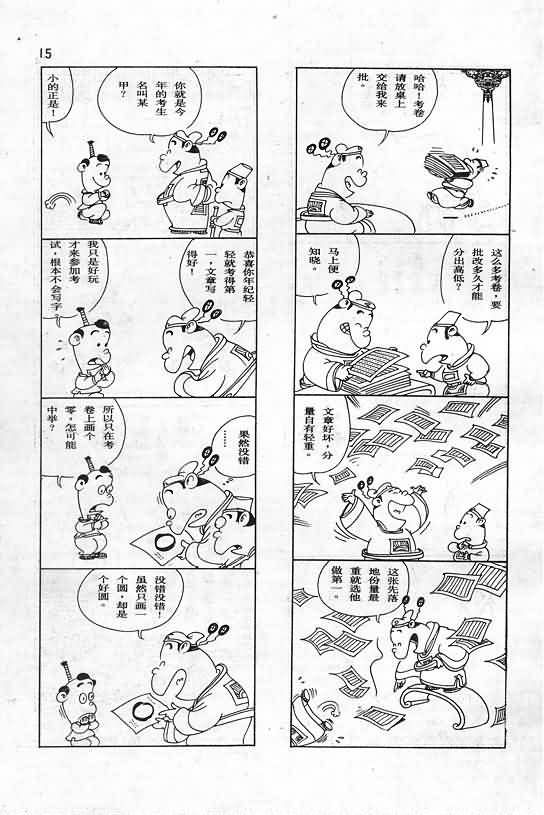 15
哈哈！考卷
请放桌上
交给我来
批。
这么多考卷，要
批改多久才能
分出高低？
马上便
知晓。
文章好坏，分
量自有轻重。
这张先落
地份量最
重就选他
做第一。
你就是今
年的考生
名叫某
甲？
小的正是！
恭喜你年纪轻
轻就考得第
一，文章写
得好！
我只是好玩
才来参加考
试，根本不会写字。
果然没错
……
所以只在考
卷上画个
零，怎可能
中举？
没错没错！
虽然只画一
个圆，却是
个好圆。